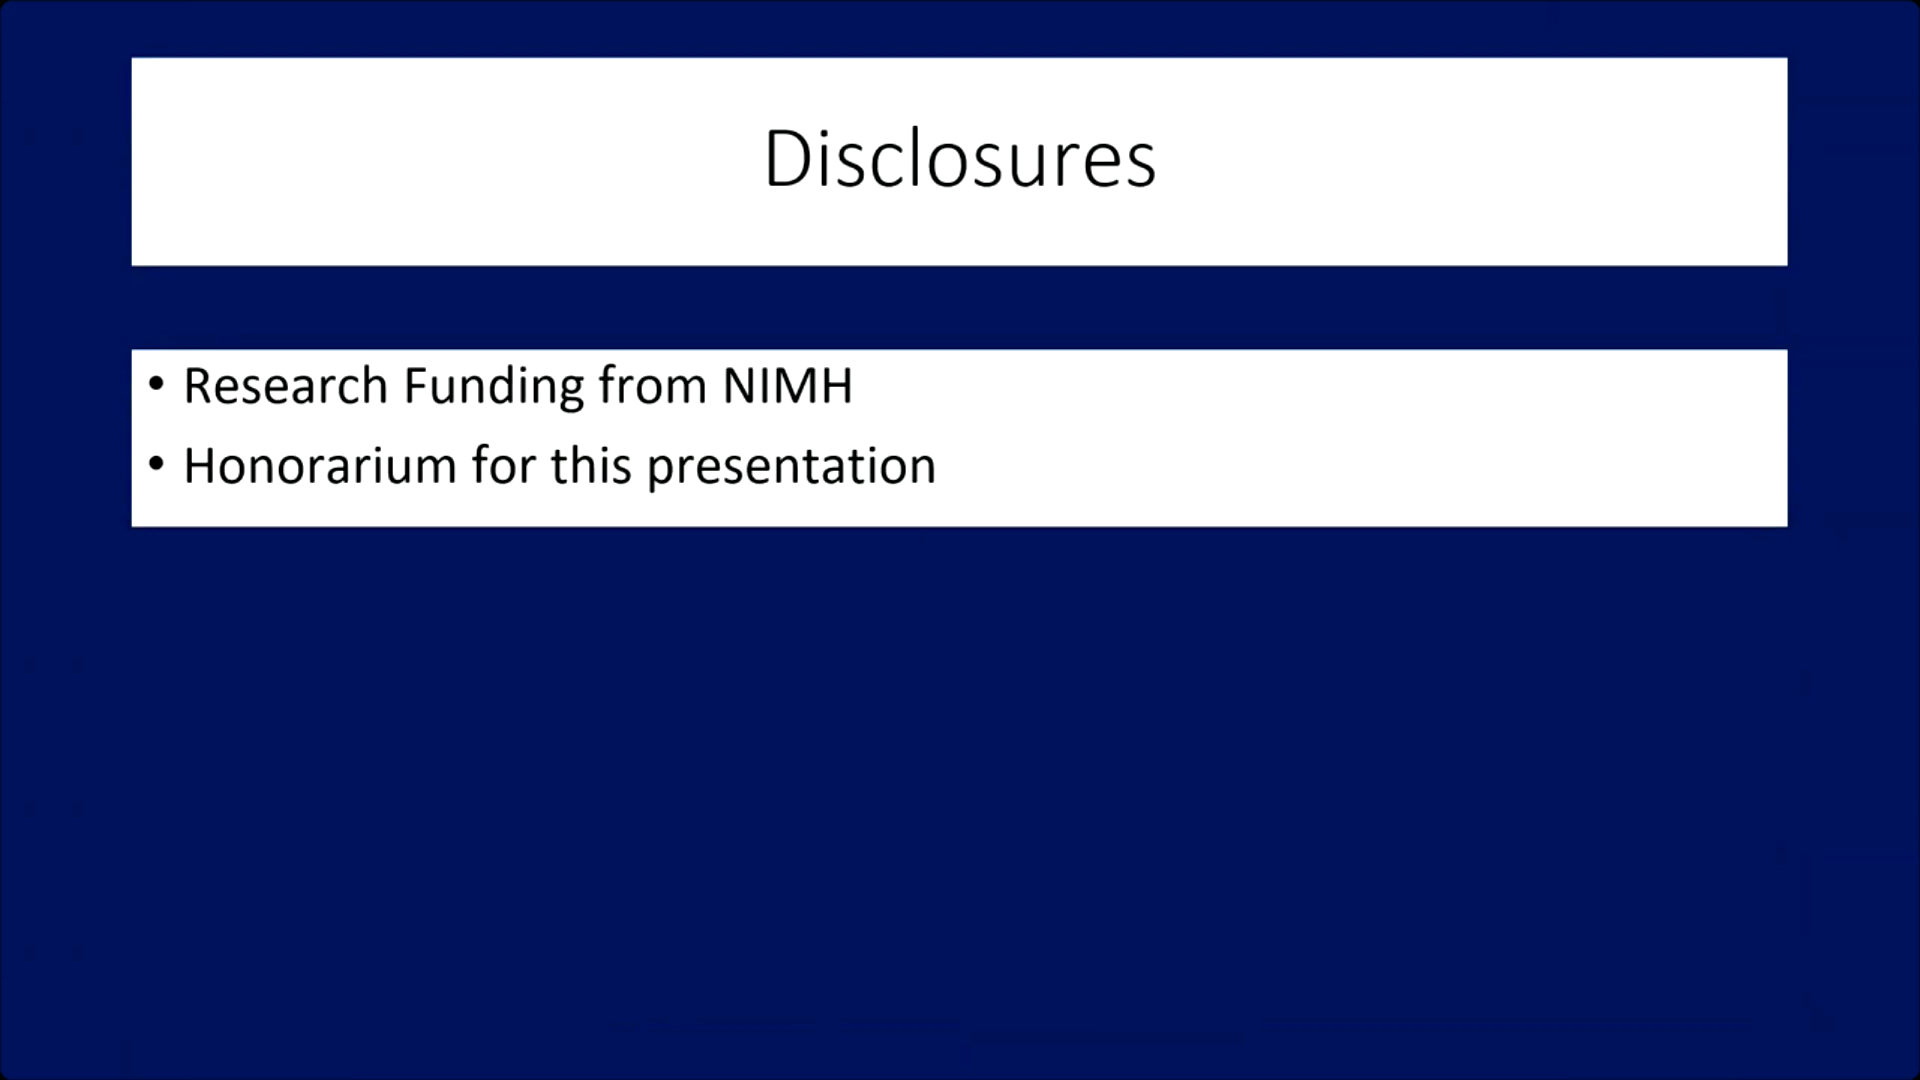 Disclosures
• Research Funding from NIMH
• Honorarium for this presentation